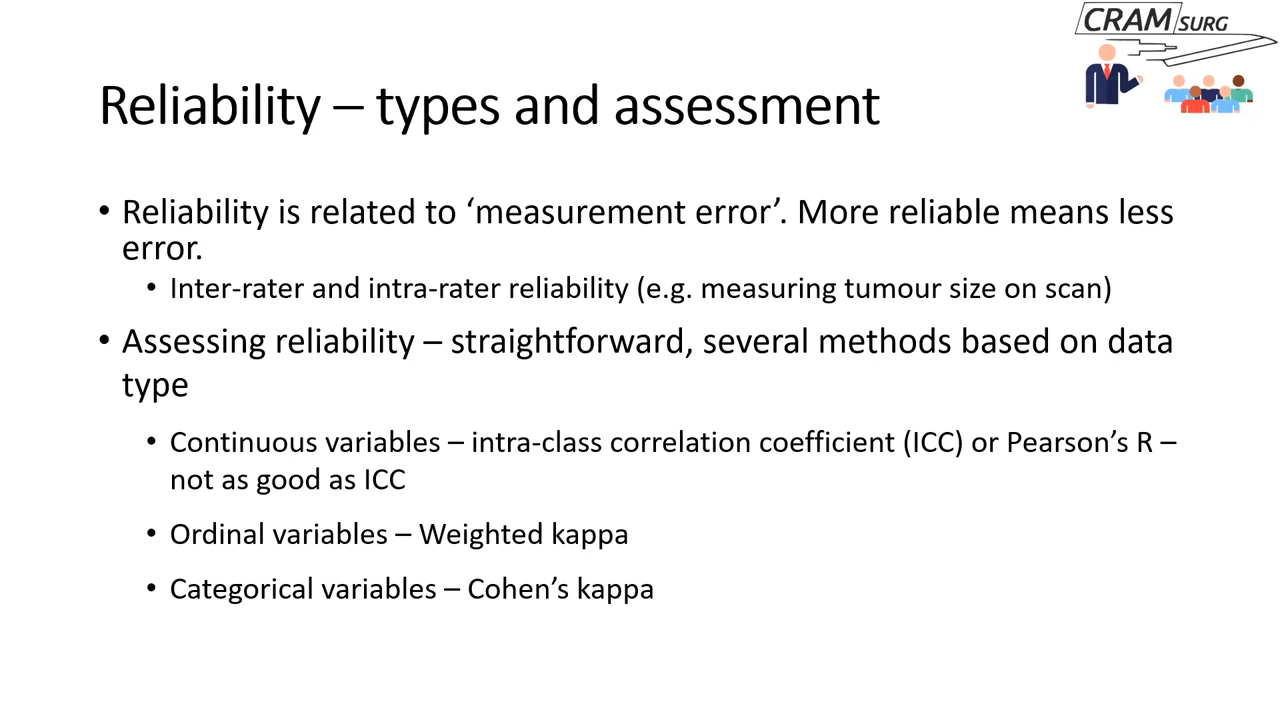 CRAM SURG
Reliability – types and assessment
• Reliability is related to ‘measurement error’. More reliable means less
error.
• Inter-rater and intra-rater reliability (e.g. measuring tumour size on scan)
• Assessing reliability – straightforward, several methods based on data
type
• Continuous variables – intra-class correlation coefficient (ICC) or Pearson’s R –
not as good as ICC
• Ordinal variables – Weighted kappa
• Categorical variables – Cohen’s kappa